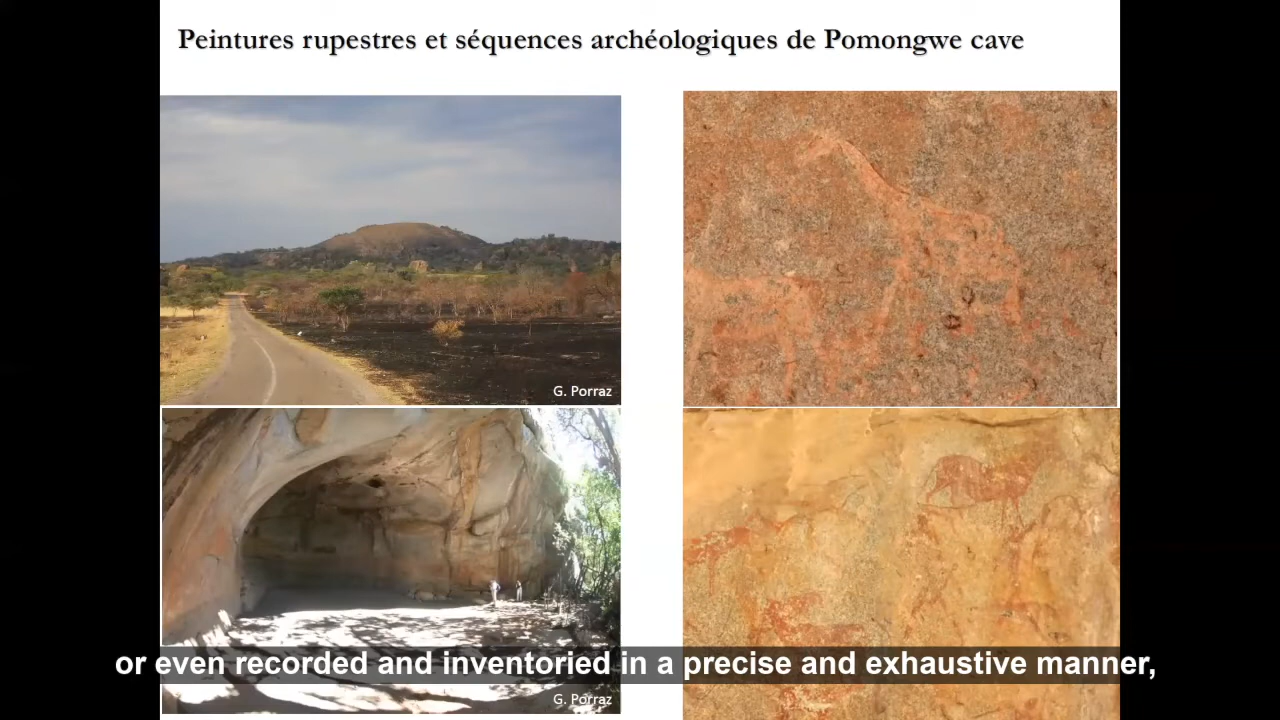 Peintures rupestres et séquences archéologiques de Pomongwe cave
G. Porraz
or even recorded and inventoried in a precise and exhaustive manner,
G. Porraz